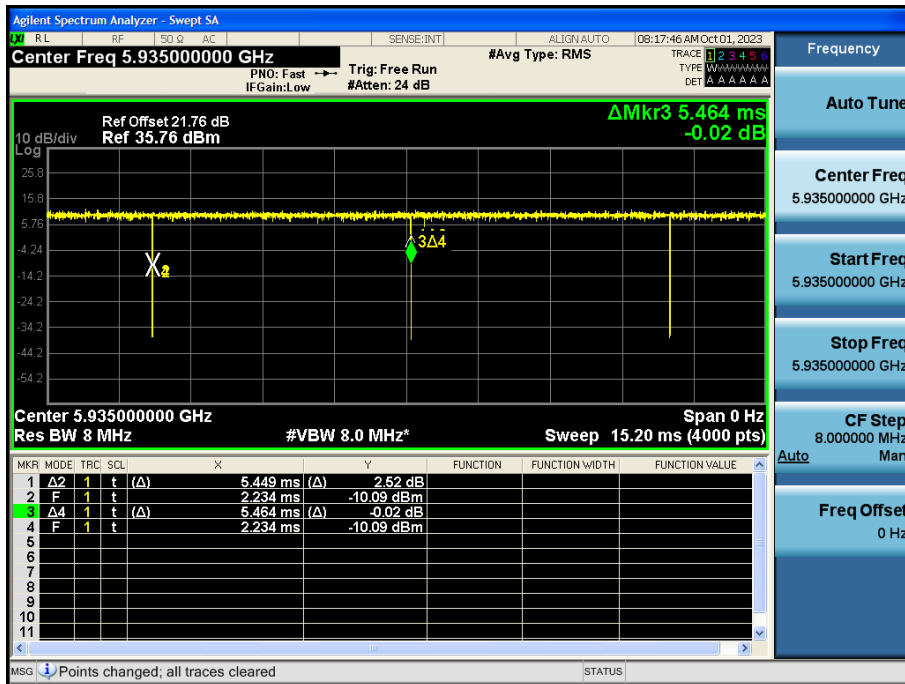 Agilent Spectrum Analyzer - Swept SA
LXI RL RF 50 Ω AC SENSE:INT ALIGNAUTO 08:17:46 AM Oct 01, 2023
Center Freq 5.935000000 GHz #Avg Type: RMS TRACE 1 2 3 4 5 6
PNO: Fast Trig: Free Run TYPE WWWWWW
IFGain:Low #Atten: 24 dB DET A A A A A A
Frequency
ΔMkr3 5.464 ms
-0.02 dB
Ref Offset 21.76 dB
10 dB/div Ref 35.76 dBm
Log
25.8
15.8
5.76
-4.24
-14.2
-24.2
-34.2
-44.2
-54.2
3Δ4
Center 5.935000000 GHz Span 0 Hz
Res BW 8 MHz #VBW 8.0 MHz* Sweep 15.20 ms (4000 pts)
MKR MODE TRC SCL X Y FUNCTION FUNCTION WIDTH FUNCTION VALUE
1 Δ2 1 t (Δ) 5.449 ms (Δ) 2.52 dB
2 F 1 t 2.234 ms -10.09 dBm
3 Δ4 1 t (Δ) 5.464 ms (Δ) -0.02 dB
4 F 1 t 2.234 ms -10.09 dBm
5
6
7
8
9
10
11
MSG Points changed; all traces cleared STATUS
Auto Tune
Center Freq
5.935000000 GHz
Start Freq
5.935000000 GHz
Stop Freq
5.935000000 GHz
CF Step
8.000000 MHz
Auto Man
Freq Offset
0 Hz